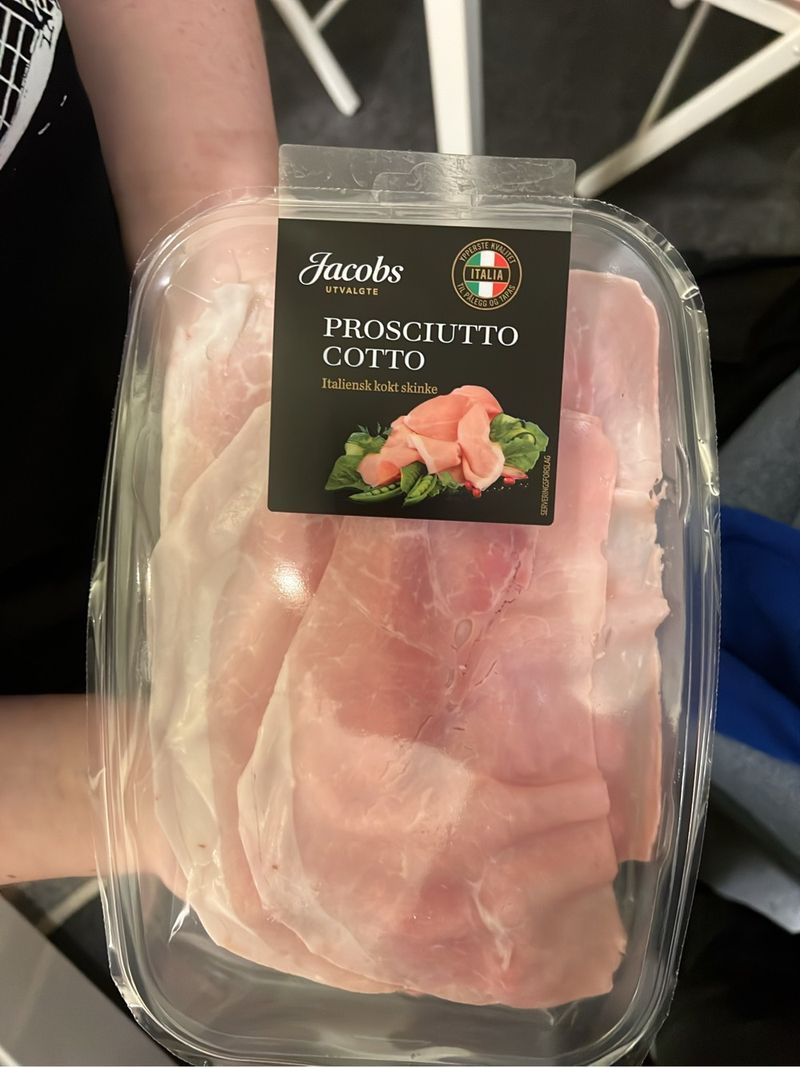 Jacobs
UTVALGTE
YPPERSTE KVALITET
ITALIA
TIL PÅLEGG OG TAPAS
PROSCIUTTO
COTTO
Italiensk kokt skinke
SERVERINGSFORSLAG